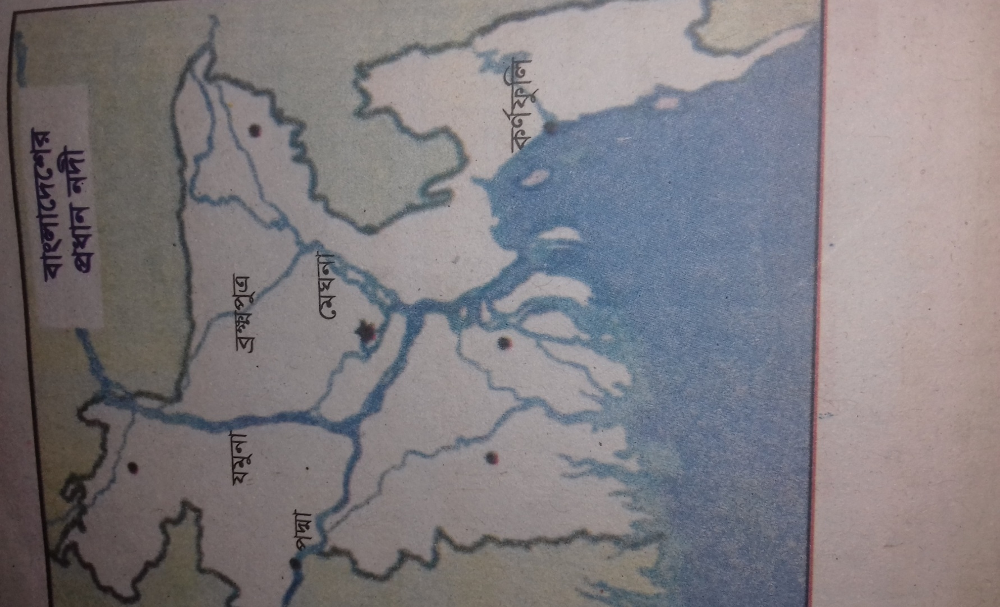 বাংলাদেশের
প্রধান নদী
ব্রহ্মপুত্র
যমুনা
মেঘনা
পদ্মা
কর্ণফুলি